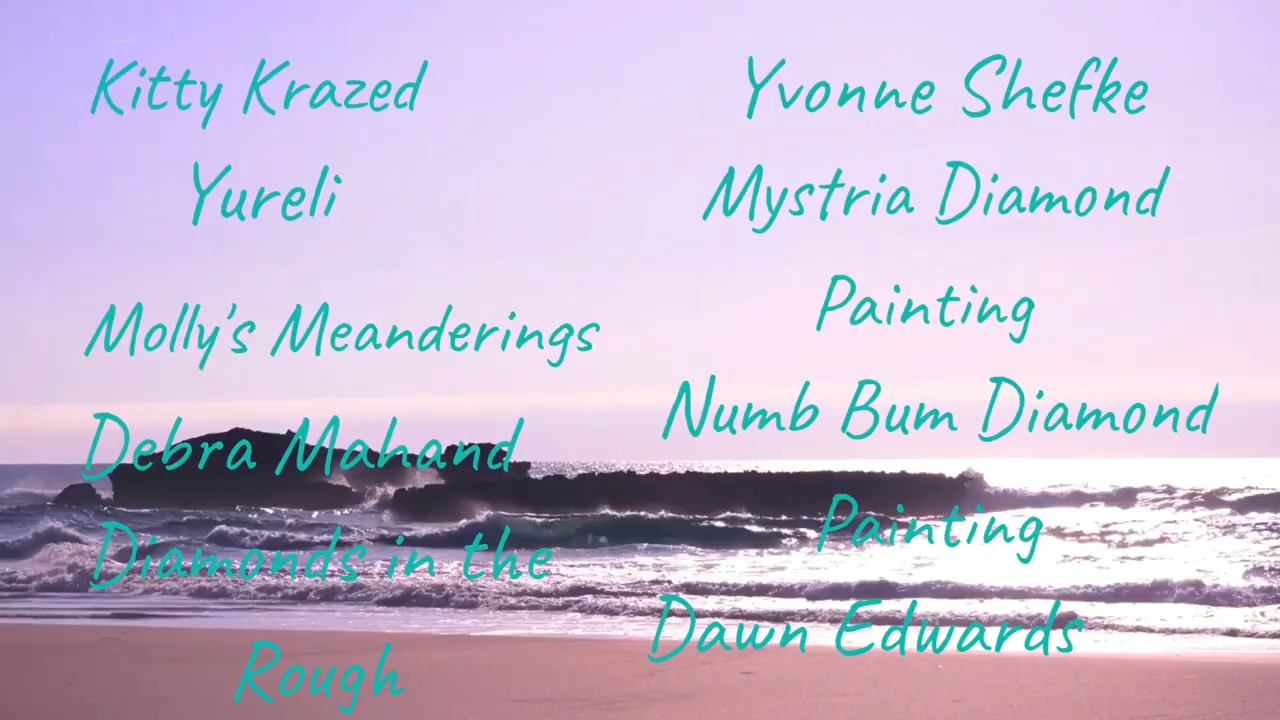 Kitty Krazed
Yureli
Molly's Meanderings
Debra Mahand
Diamonds in the
Rough
Yvonne Shefke
Mystria Diamond
Painting
Numb Bum Diamond
Painting
Dawn Edwards